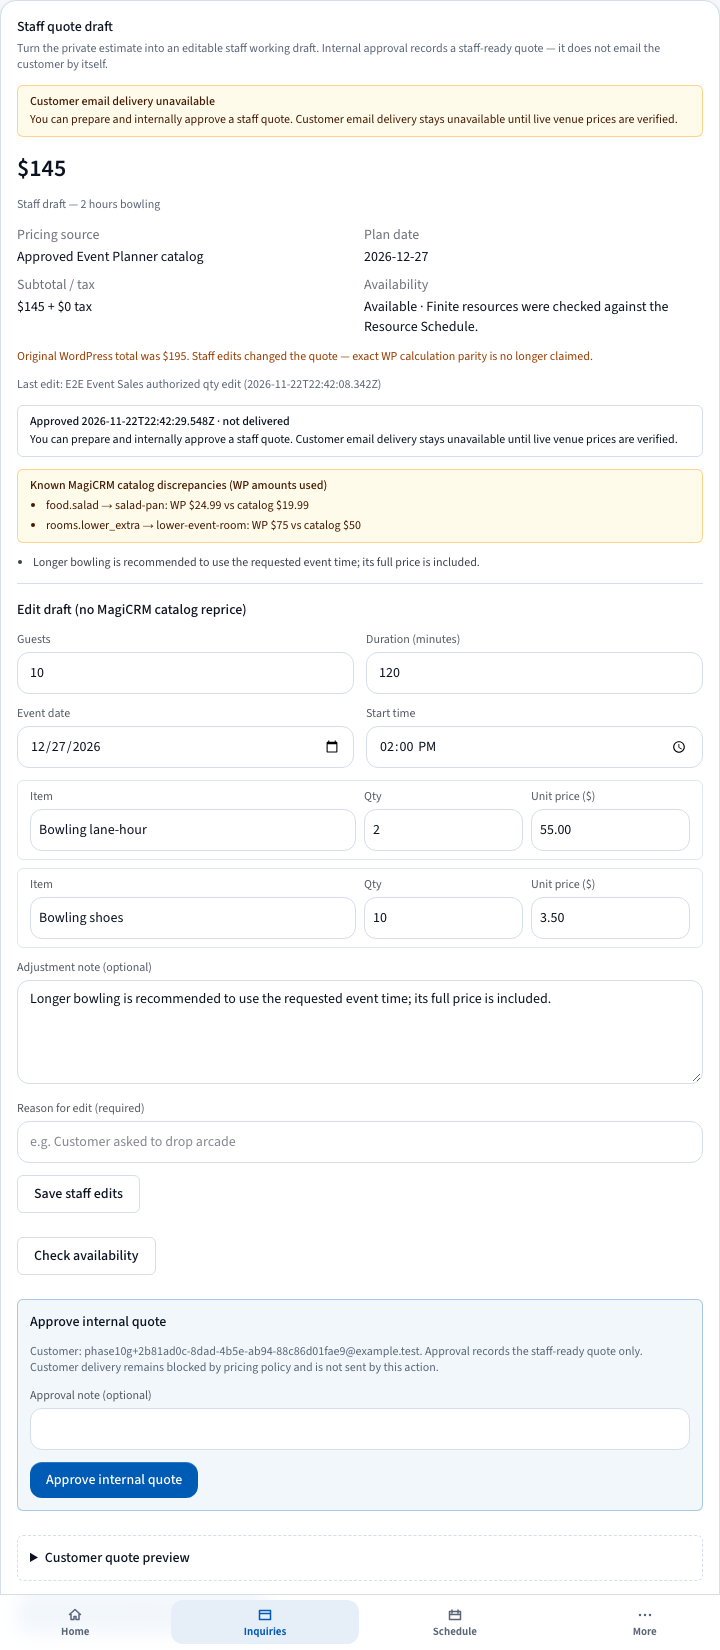 Staff quote draft
Turn the private estimate into an editable staff working draft. Internal approval records a staff-ready quote — it does not email the
customer by itself.
Customer email delivery unavailable
You can prepare and internally approve a staff quote. Customer email delivery stays unavailable until live venue prices are verified.
$145
Staff draft — 2 hours bowling
Pricing source
Approved Event Planner catalog
Plan date
2026-12-27
Subtotal / tax
$145 + $0 tax
Availability
Available · Finite resources were checked against the
Resource Schedule.
Original WordPress total was $195. Staff edits changed the quote — exact WP calculation parity is no longer claimed.
Last edit: E2E Event Sales authorized qty edit (2026-11-22T22:42:08.342Z)
Approved 2026-11-22T22:42:29.548Z · not delivered
You can prepare and internally approve a staff quote. Customer email delivery stays unavailable until live venue prices are verified.
Known MagiCRM catalog discrepancies (WP amounts used)
• food.salad → salad-pan: WP $24.99 vs catalog $19.99
• rooms.lower_extra → lower-event-room: WP $75 vs catalog $50
• Longer bowling is recommended to use the requested event time; its full price is included.
Edit draft (no MagiCRM catalog reprice)
Guests
10
Duration (minutes)
120
Event date
12/27/2026
Start time
02:00 PM
Item
Bowling lane-hour
Qty
2
Unit price ($)
55.00
Item
Bowling shoes
Qty
10
Unit price ($)
3.50
Adjustment note (optional)
Longer bowling is recommended to use the requested event time; its full price is included.
Reason for edit (required)
e.g. Customer asked to drop arcade
Save staff edits
Check availability
Approve internal quote
Customer: phase10g+2b81ad0c-8dad-4b5e-ab94-88c86d01fae9@example.test. Approval records the staff-ready quote only.
Customer delivery remains blocked by pricing policy and is not sent by this action.
Approval note (optional)
Approve internal quote
Customer quote preview
Home
Inquiries
Schedule
More